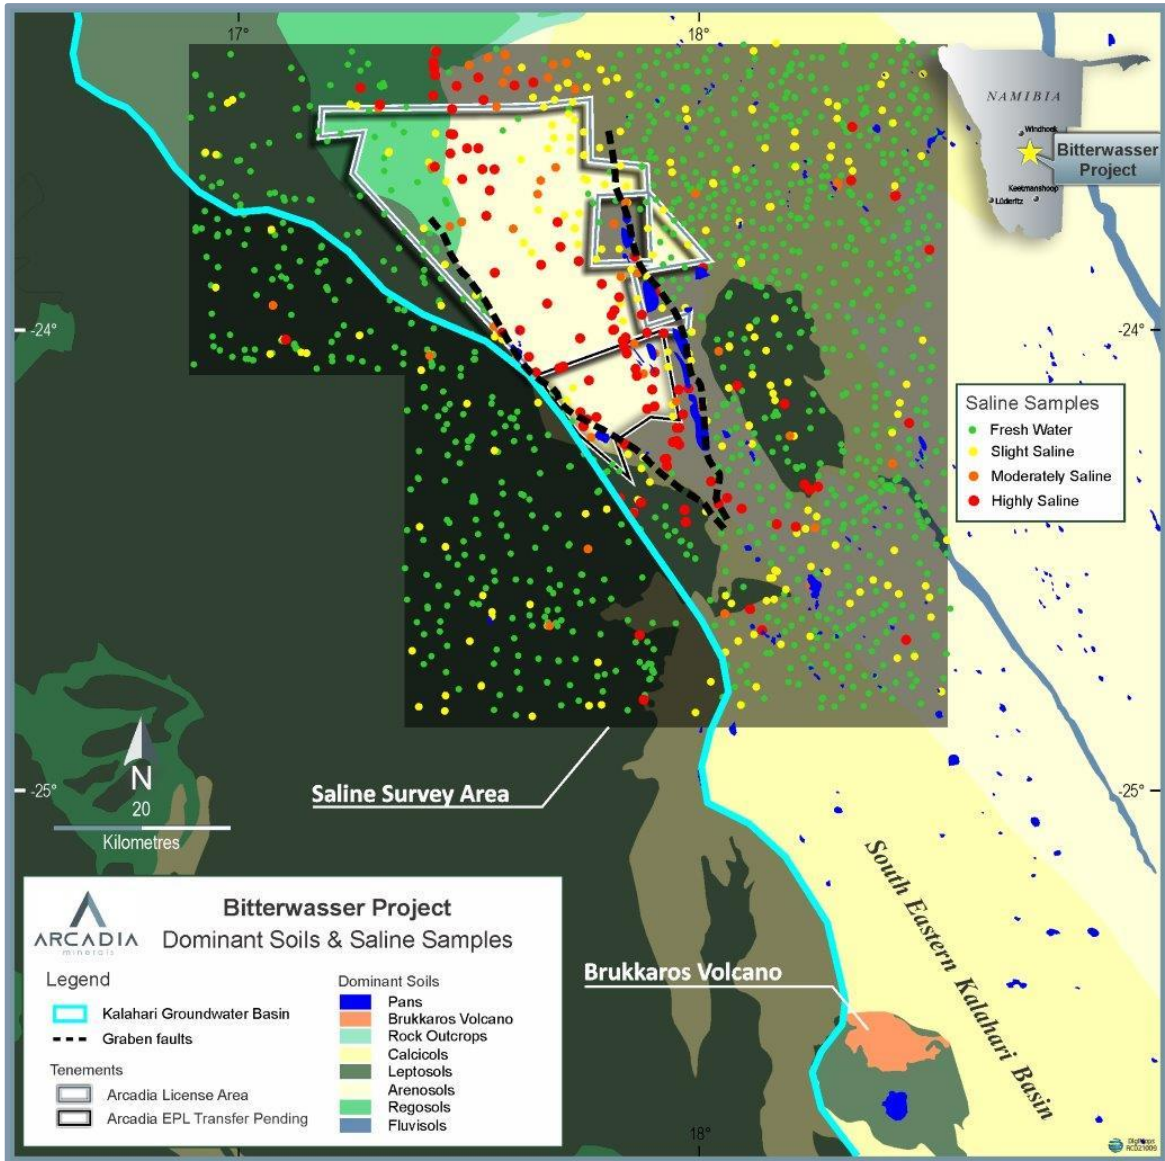 17°
18°
NAMIBIA
Windhoek
Bitterwasser
Project
Keetmanshoop
Lüderitz
-24°
-24°
Saline Samples
Fresh Water
Slight Saline
Moderately Saline
Highly Saline
N
20
Kilometres
Saline Survey Area
-25°
-25°
South Eastern Kalahari Basin
Brukkaros Volcano
ARCADIA
minerals
Bitterwasser Project
Dominant Soils & Saline Samples
Legend
Kalahari Groundwater Basin
Graben faults
Tenements
Arcadia License Area
Arcadia EPL Transfer Pending
Dominant Soils
Pans
Brukkaros Volcano
Rock Outcrops
Calcicols
Leptosols
Arenosols
Regosols
Fluvisols
18°